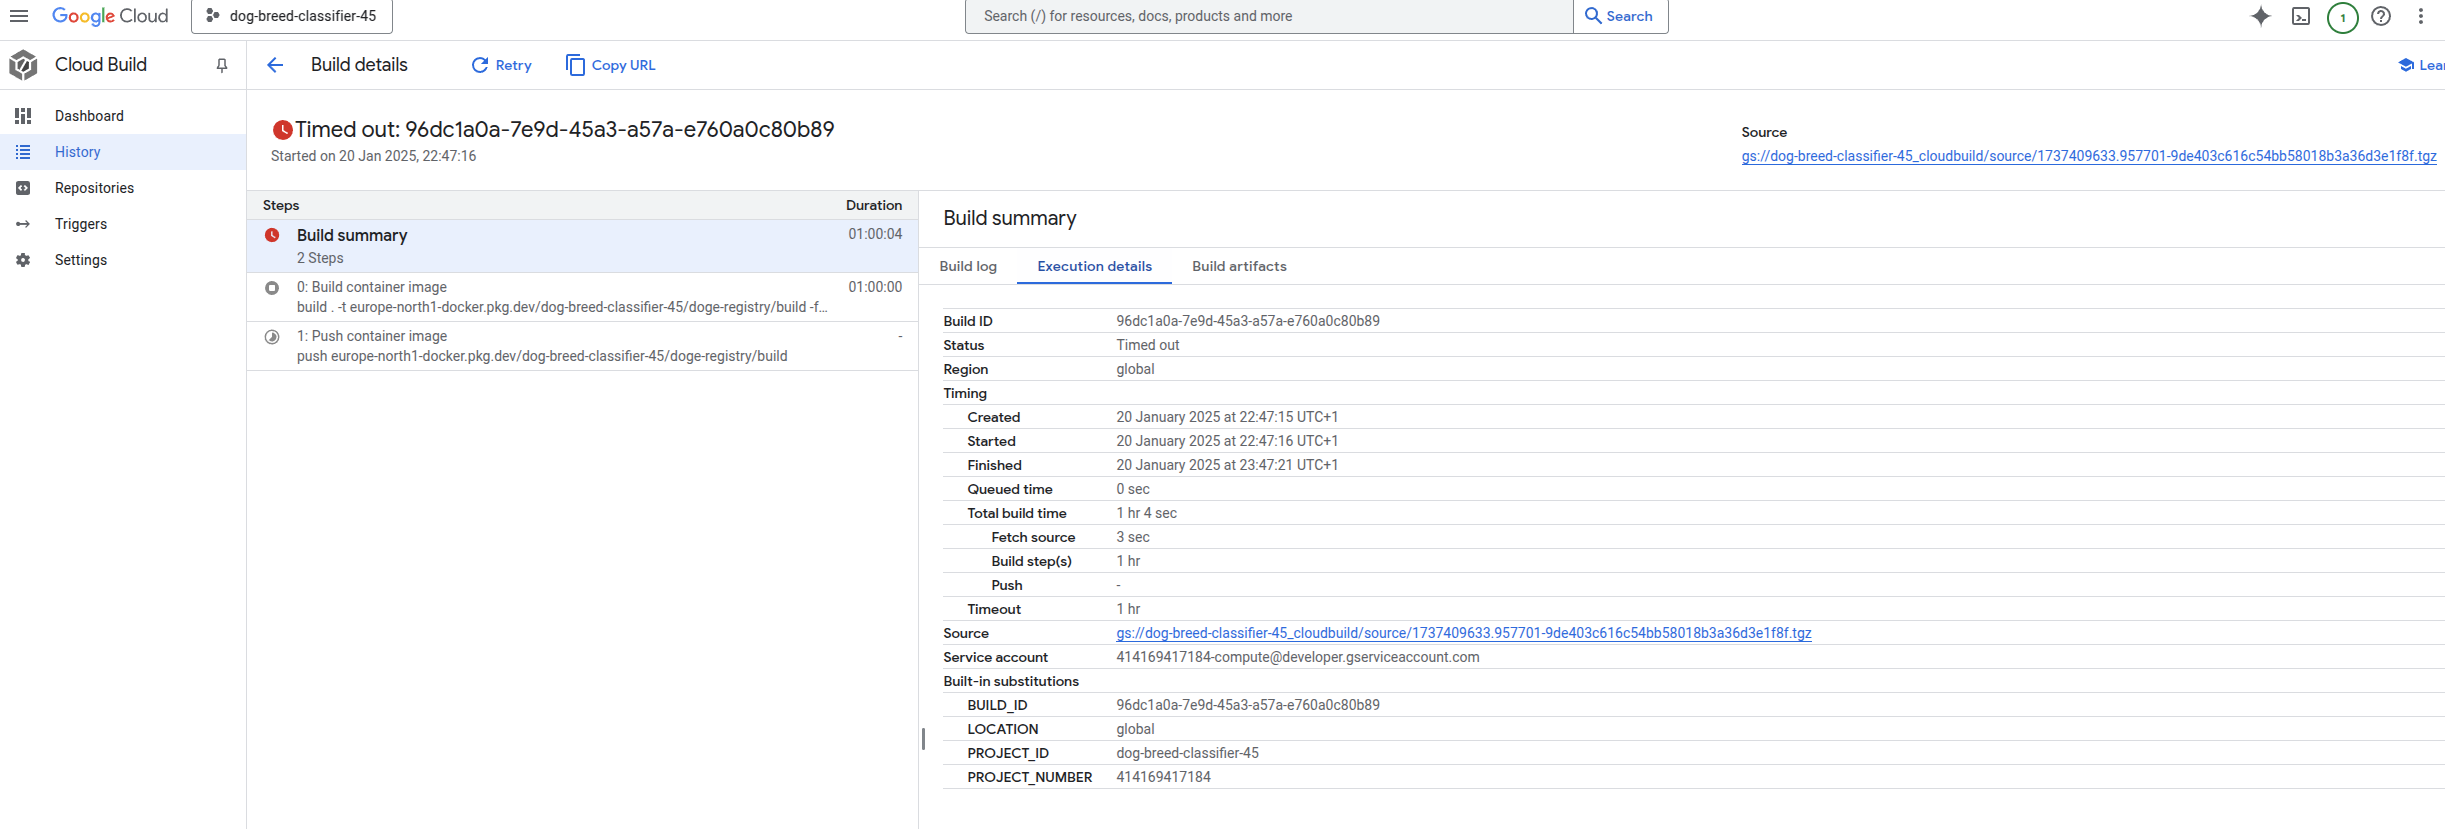 Google Cloud
dog-breed-classifier-45
Search (/) for resources, docs, products and more
Search
1
Cloud Build
Build details
Retry
Copy URL
Lear
Dashboard
History
Repositories
Triggers
Settings
Timed out: 96dc1a0a-7e9d-45a3-a57a-e760a0c80b89
Started on 20 Jan 2025, 22:47:16
Source
gs://dog-breed-classifier-45_cloudbuild/source/1737409633.957701-9de403c616c54bb58018b3a36d3e1f8f.tgz
Steps
Duration
Build summary
01:00:04
2 Steps
0: Build container image
01:00:00
build . -t europe-north1-docker.pkg.dev/dog-breed-classifier-45/doge-registry/build -f...
1: Push container image
-
push europe-north1-docker.pkg.dev/dog-breed-classifier-45/doge-registry/build
Build summary
Build log
Execution details
Build artifacts
Build ID 96dc1a0a-7e9d-45a3-a57a-e760a0c80b89
Status Timed out
Region global
Timing
Created 20 January 2025 at 22:47:15 UTC+1
Started 20 January 2025 at 22:47:16 UTC+1
Finished 20 January 2025 at 23:47:21 UTC+1
Queued time 0 sec
Total build time 1 hr 4 sec
Fetch source 3 sec
Build step(s) 1 hr
Push -
Timeout 1 hr
Source gs://dog-breed-classifier-45_cloudbuild/source/1737409633.957701-9de403c616c54bb58018b3a36d3e1f8f.tgz
Service account 414169417184-compute@developer.gserviceaccount.com
Built-in substitutions
BUILD_ID 96dc1a0a-7e9d-45a3-a57a-e760a0c80b89
LOCATION global
PROJECT_ID dog-breed-classifier-45
PROJECT_NUMBER 414169417184